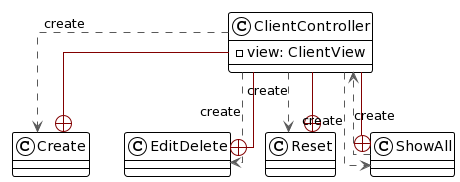 create
C ClientController
view: ClientView
create
create
create
create
C Create
C EditDelete
C Reset
C ShowAll